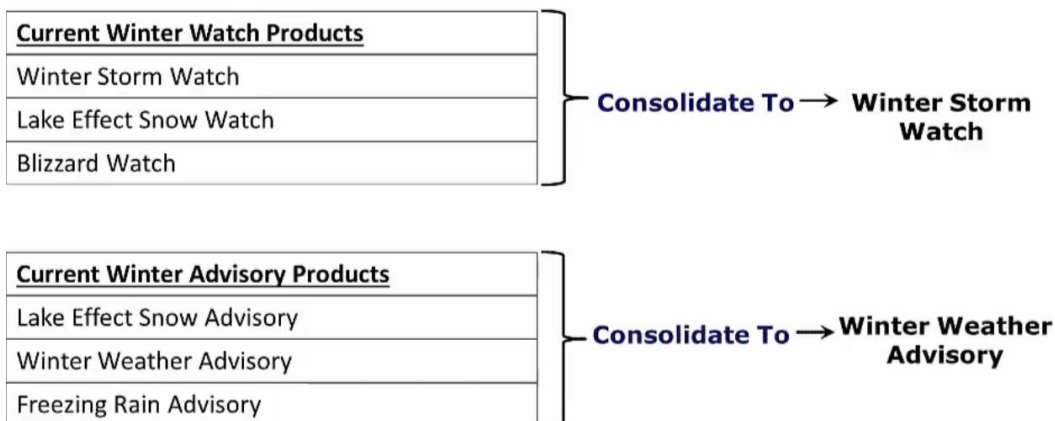 Current Winter Watch Products
Winter Storm Watch
Lake Effect Snow Watch
Blizzard Watch
Consolidate To → Winter Storm
Watch
Current Winter Advisory Products
Lake Effect Snow Advisory
Winter Weather Advisory
Freezing Rain Advisory
Consolidate To → Winter Weather
Advisory